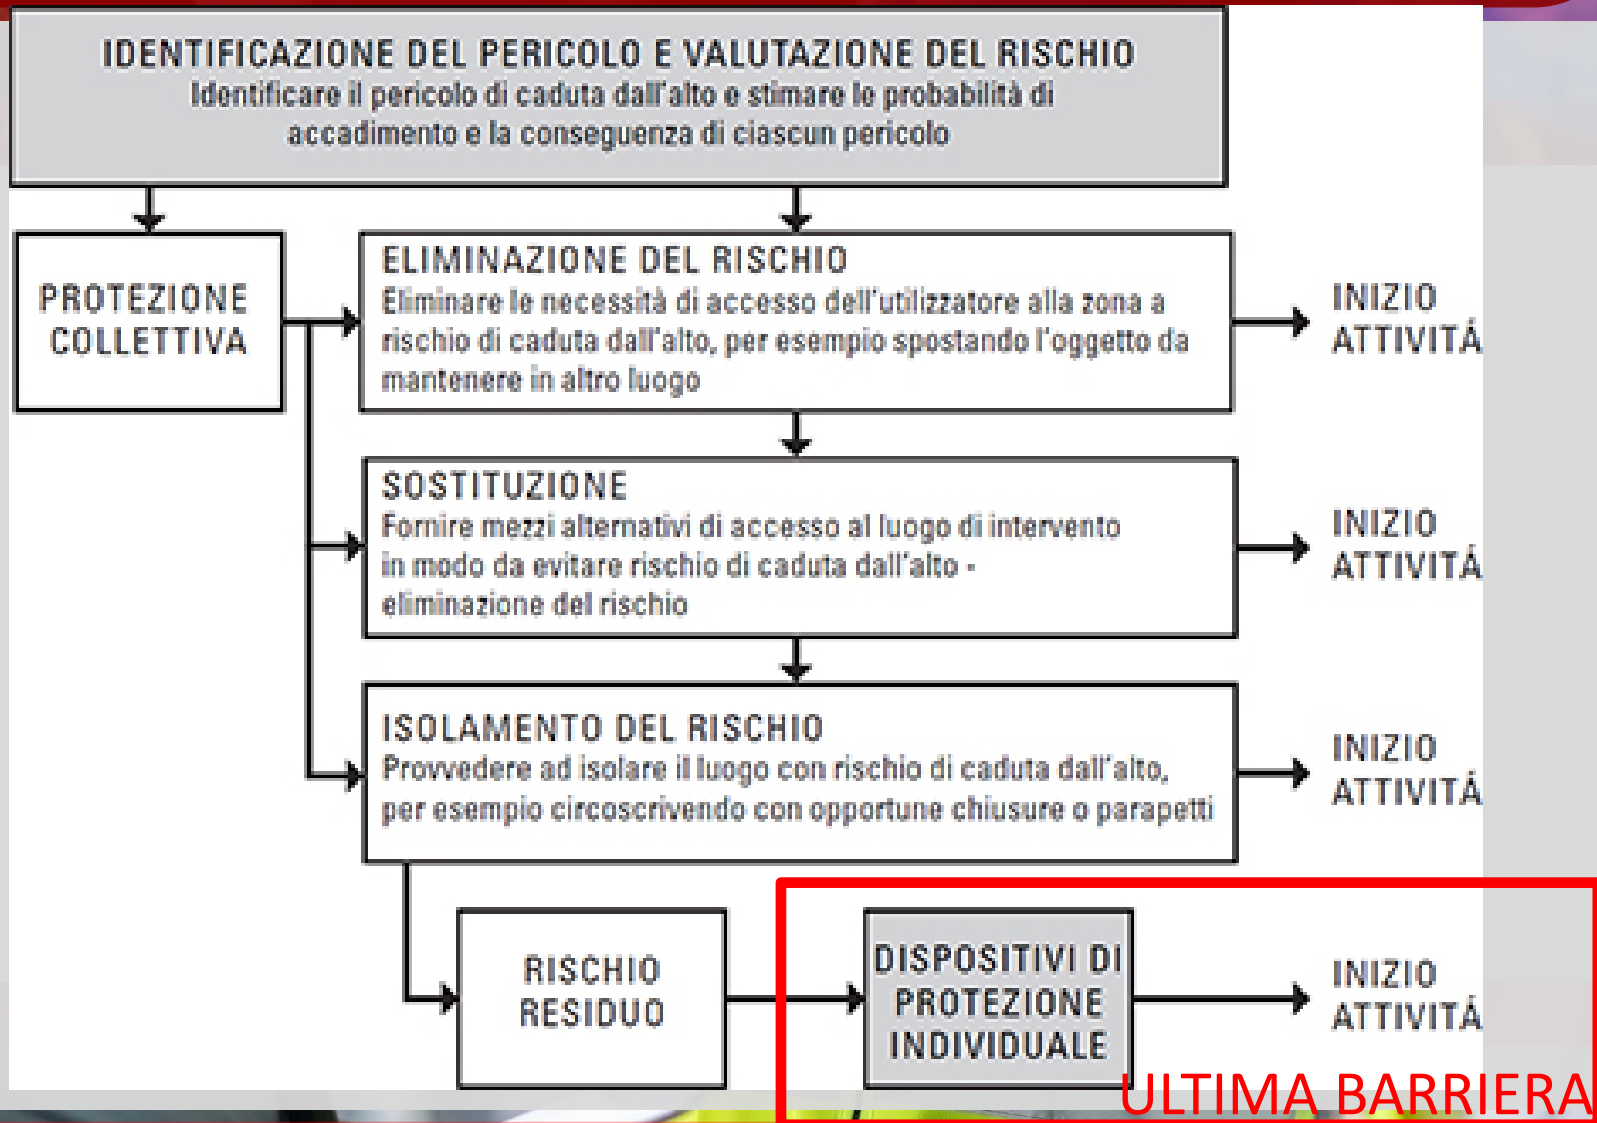 IDENTIFICAZIONE DEL PERICOLO E VALUTAZIONE DEL RISCHIO
Identificare il pericolo di caduta dall'alto e stimare le probabilità di
accadimento e la conseguenza di ciascun pericolo
PROTEZIONE
COLLETTIVA
ELIMINAZIONE DEL RISCHIO
Eliminare le necessità di accesso dell'utilizzatore alla zona a
rischio di caduta dall'alto, per esempio spostando l'oggetto da
mantenere in altro luogo
INIZIO
ATTIVITÁ
SOSTITUZIONE
Fornire mezzi alternativi di accesso al luogo di intervento
in modo da evitare rischio di caduta dall'alto -
eliminazione del rischio
INIZIO
ATTIVITÁ
ISOLAMENTO DEL RISCHIO
Provvedere ad isolare il luogo con rischio di caduta dall'alto,
per esempio circoscrivendo con opportune chiusure o parapetti
INIZIO
ATTIVITÁ
RISCHIO
RESIDUO
DISPOSITIVI DI
PROTEZIONE
INDIVIDUALE
INIZIO
ATTIVITÁ
ULTIMA BARRIERA